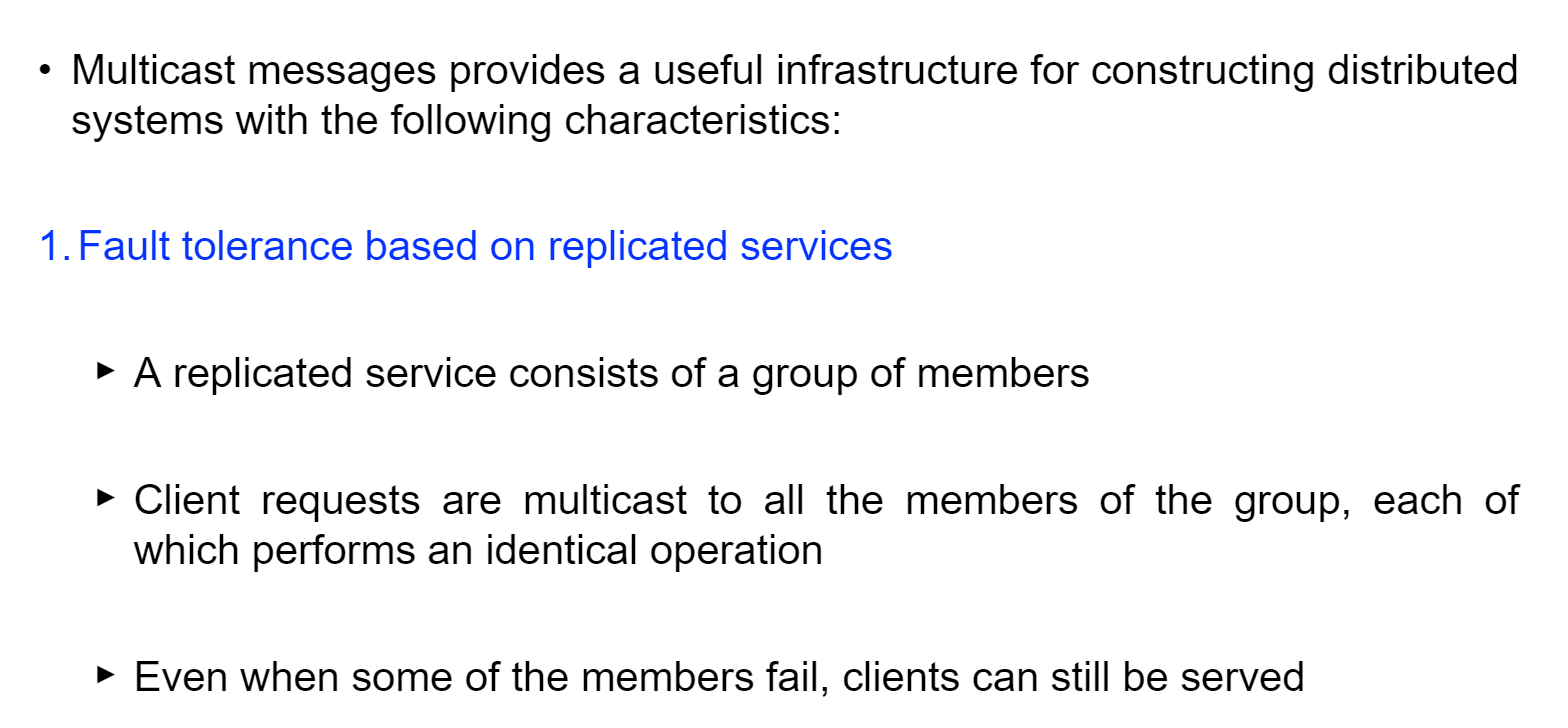 • Multicast messages provides a useful infrastructure for constructing distributed
systems with the following characteristics:
1. Fault tolerance based on replicated services
► A replicated service consists of a group of members
► Client requests are multicast to all the members of the group, each of
which performs an identical operation
► Even when some of the members fail, clients can still be served